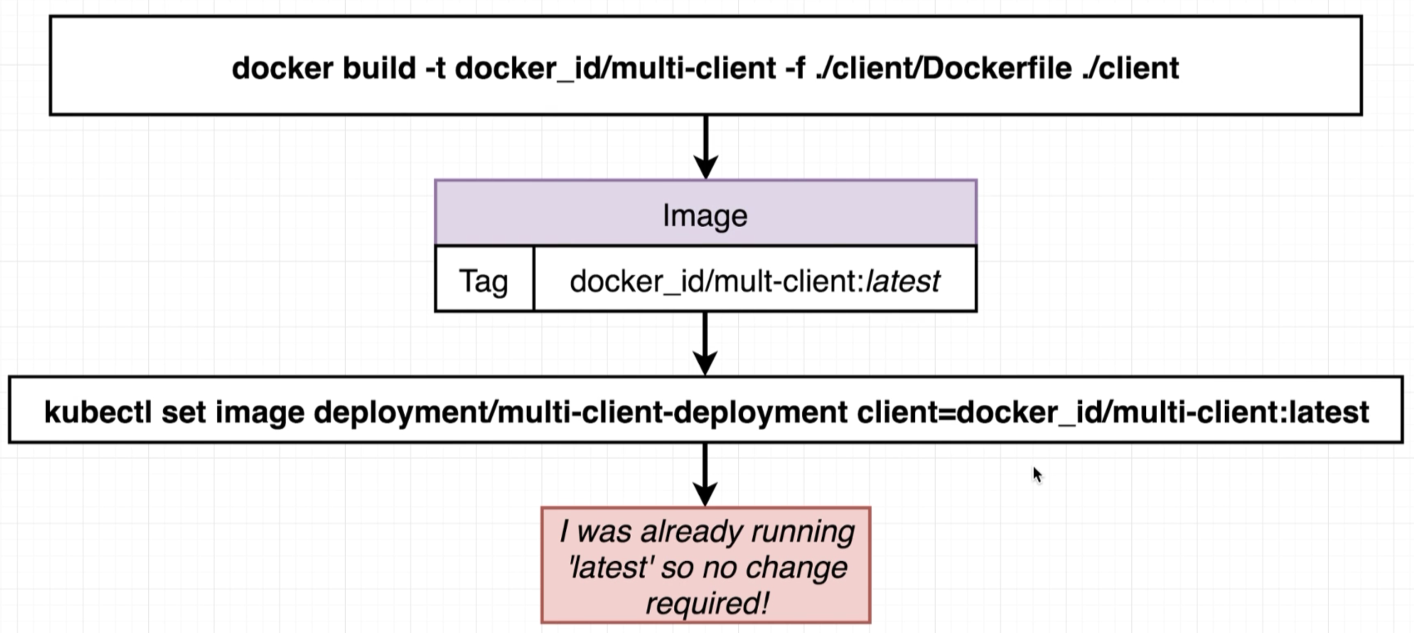 docker build -t docker_id/multi-client -f ./client/Dockerfile ./client
Image
Tag docker_id/mult-client:latest
kubectl set image deployment/multi-client-deployment client=docker_id/multi-client:latest
I was already running
'latest' so no change
required!